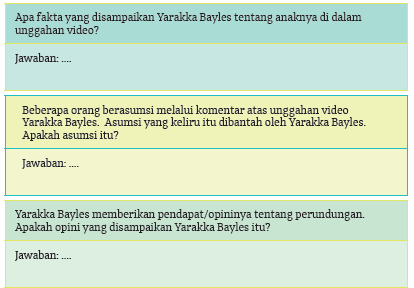 Apa fakta yang disampaikan Yarakka Bayles tentang anaknya di dalam
unggahan video?
Jawaban: ....
Beberapa orang berasumsi melalui komentar atas unggahan video
Yarakka Bayles. Asumsi yang keliru itu dibantah oleh Yarakka Bayles.
Apakah asumsi itu?
Jawaban: ....
Yarakka Bayles memberikan pendapat/opininya tentang perundungan.
Apakah opini yang disampaikan Yarakka Bayles itu?
Jawaban: ....